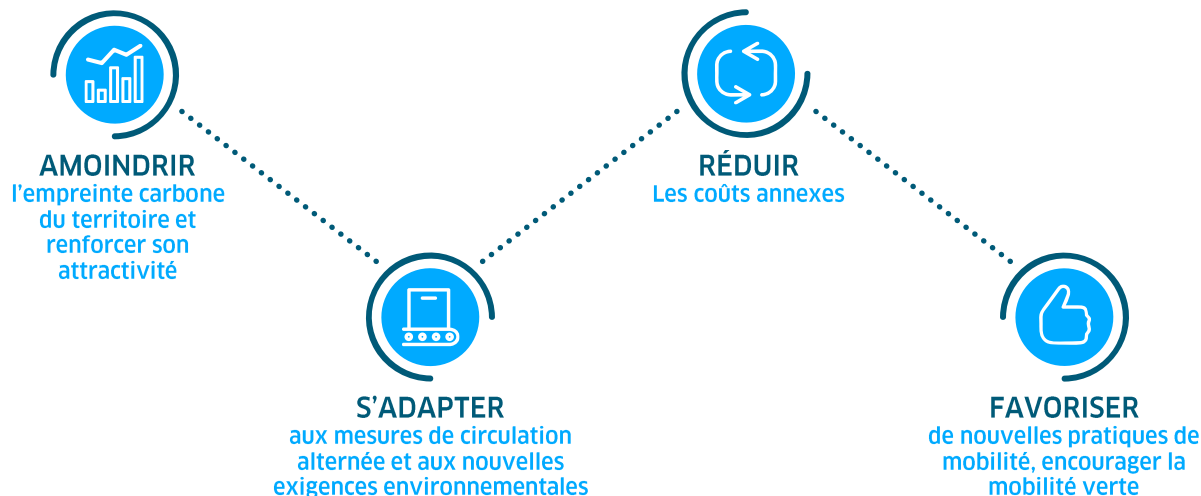 AMOINDRIR
l'empreinte carbone
du territoire et
renforcer son
attractivité
S'ADAPTER
aux mesures de circulation
alternée et aux nouvelles
exigences environnementales
RÉDUIR
Les coûts annexes
FAVORISER
de nouvelles pratiques de
mobilité, encourager la
mobilité verte